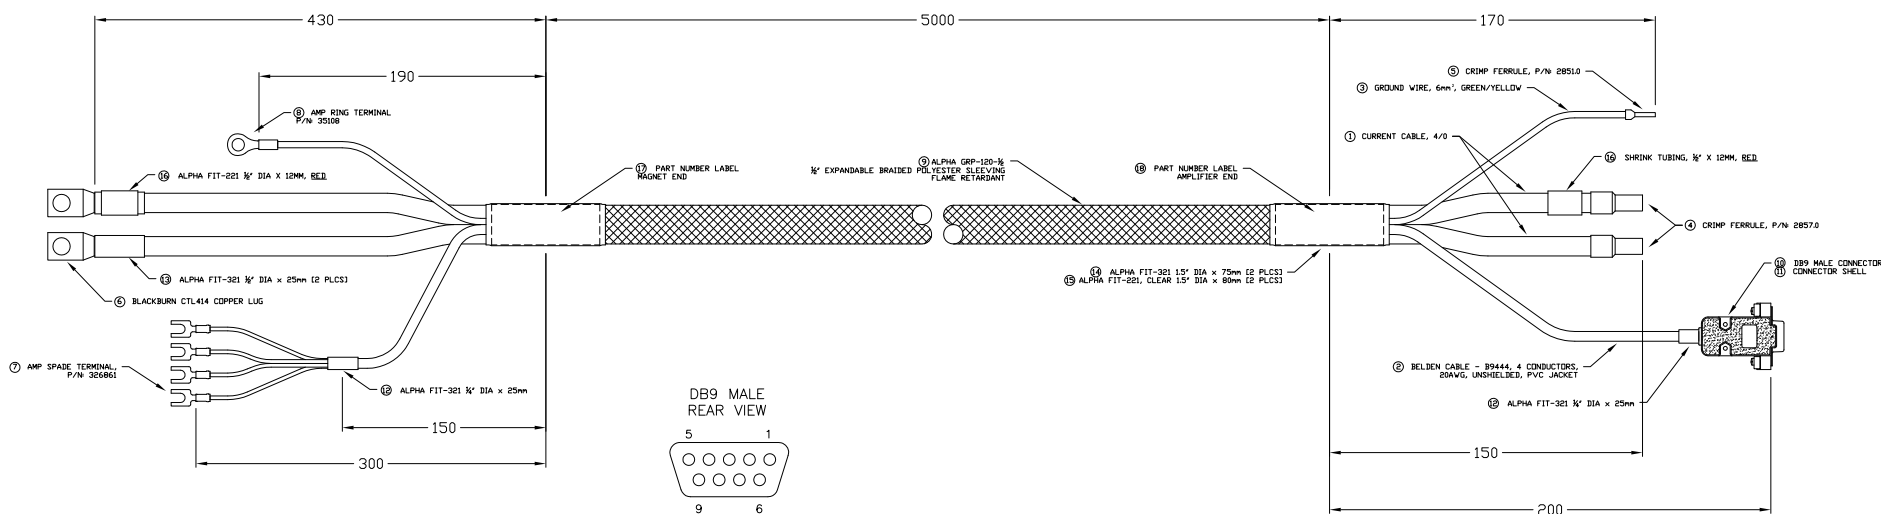 430
5000
170
190
⑤ CRIMP FERRULE, P/N: 2851.0
③ GROUND WIRE, 6mm², GREEN/YELLOW
⑧ AMP RING TERMINAL
P/N: 35108
① CURRENT CABLE, 4/0
⑯ ALPHA FIT-221 ½" DIA X 12MM, RED
⑰ PART NUMBER LABEL
MAGNET END
⑨ ALPHA GRP-120-½
½" EXPANDABLE BRAIDED POLYESTER SLEEVING
FLAME RETARDANT
⑱ PART NUMBER LABEL
AMPLIFIER END
⑯ SHRINK TUBING, ½" X 12MM, RED
④ CRIMP FERRULE, P/N: 2857.0
⑬ ALPHA FIT-321 ½" DIA x 25mm [2 PLCS]
⑥ BLACKBURN CTL414 COPPER LUG
⑭ ALPHA FIT-321 1.5" DIA x 75mm [2 PLCS]
⑮ ALPHA FIT-221, CLEAR 1.5" DIA x 80mm [2 PLCS]
⑩ DB9 MALE CONNECTOR
⑪ CONNECTOR SHELL
⑦ AMP SPADE TERMINAL,
P/N: 326861
⑫ ALPHA FIT-321 ¼" DIA x 25mm
② BELDEN CABLE - B9444, 4 CONDUCTORS,
20AWG, UNSHIELDED, PVC JACKET
⑫ ALPHA FIT-321 ¼" DIA x 25mm
DB9 MALE
REAR VIEW
5 1
9 6
150
300
150
200